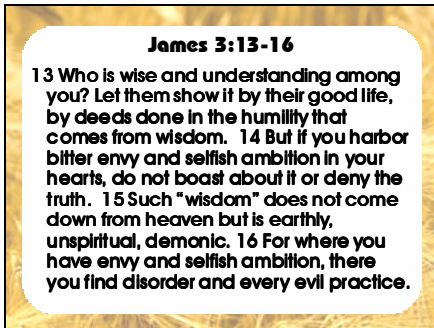 James 3:13-16
13 Who is wise and understanding among
you? Let them show it by their good life,
by deeds done in the humility that
comes from wisdom.  14 But if you harbor
bitter envy and selfish ambition in your
hearts, do not boast about it or deny the
truth.  15 Such “wisdom” does not come
down from heaven but is earthly,
unspiritual, demonic. 16 For where you
have envy and selfish ambition, there
you find disorder and every evil practice.